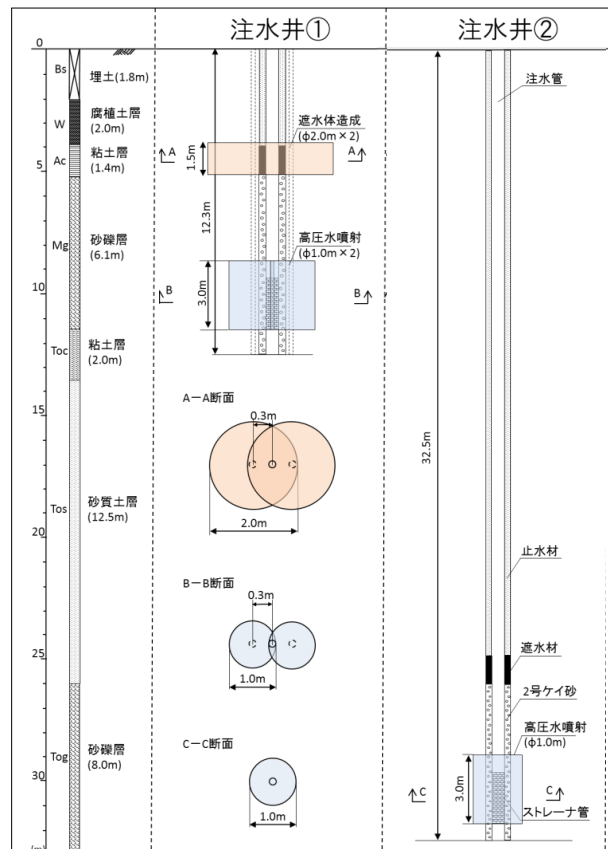 注水井①
注水井②
0
5
10
15
20
25
30
(m)
Bs
埋土(1.8m)
W
腐植土層
(2.0m)
Ac
粘土層
(1.4m)
Mg
砂礫層
(6.1m)
Toc
粘土層
(2.0m)
Tos
砂質土層
(12.5m)
Tog
砂礫層
(8.0m)
遮水体造成
(φ2.0m×2)
A
A
1.5m
12.3m
高圧水噴射
(φ1.0m×2)
B
B
3.0m
A－A断面
0.3m
2.0m
B－B断面
0.3m
1.0m
C－C断面
1.0m
注水管
32.5m
止水材
遮水材
2号ケイ砂
高圧水噴射
(φ1.0m)
C
C
3.0m
ストレーナ管